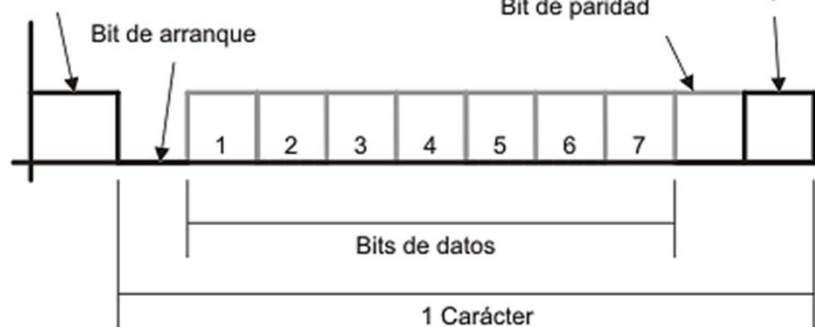 Bit de paridad
Bit de arranque
1 2 3 4 5 6 7
Bits de datos
1 Carácter